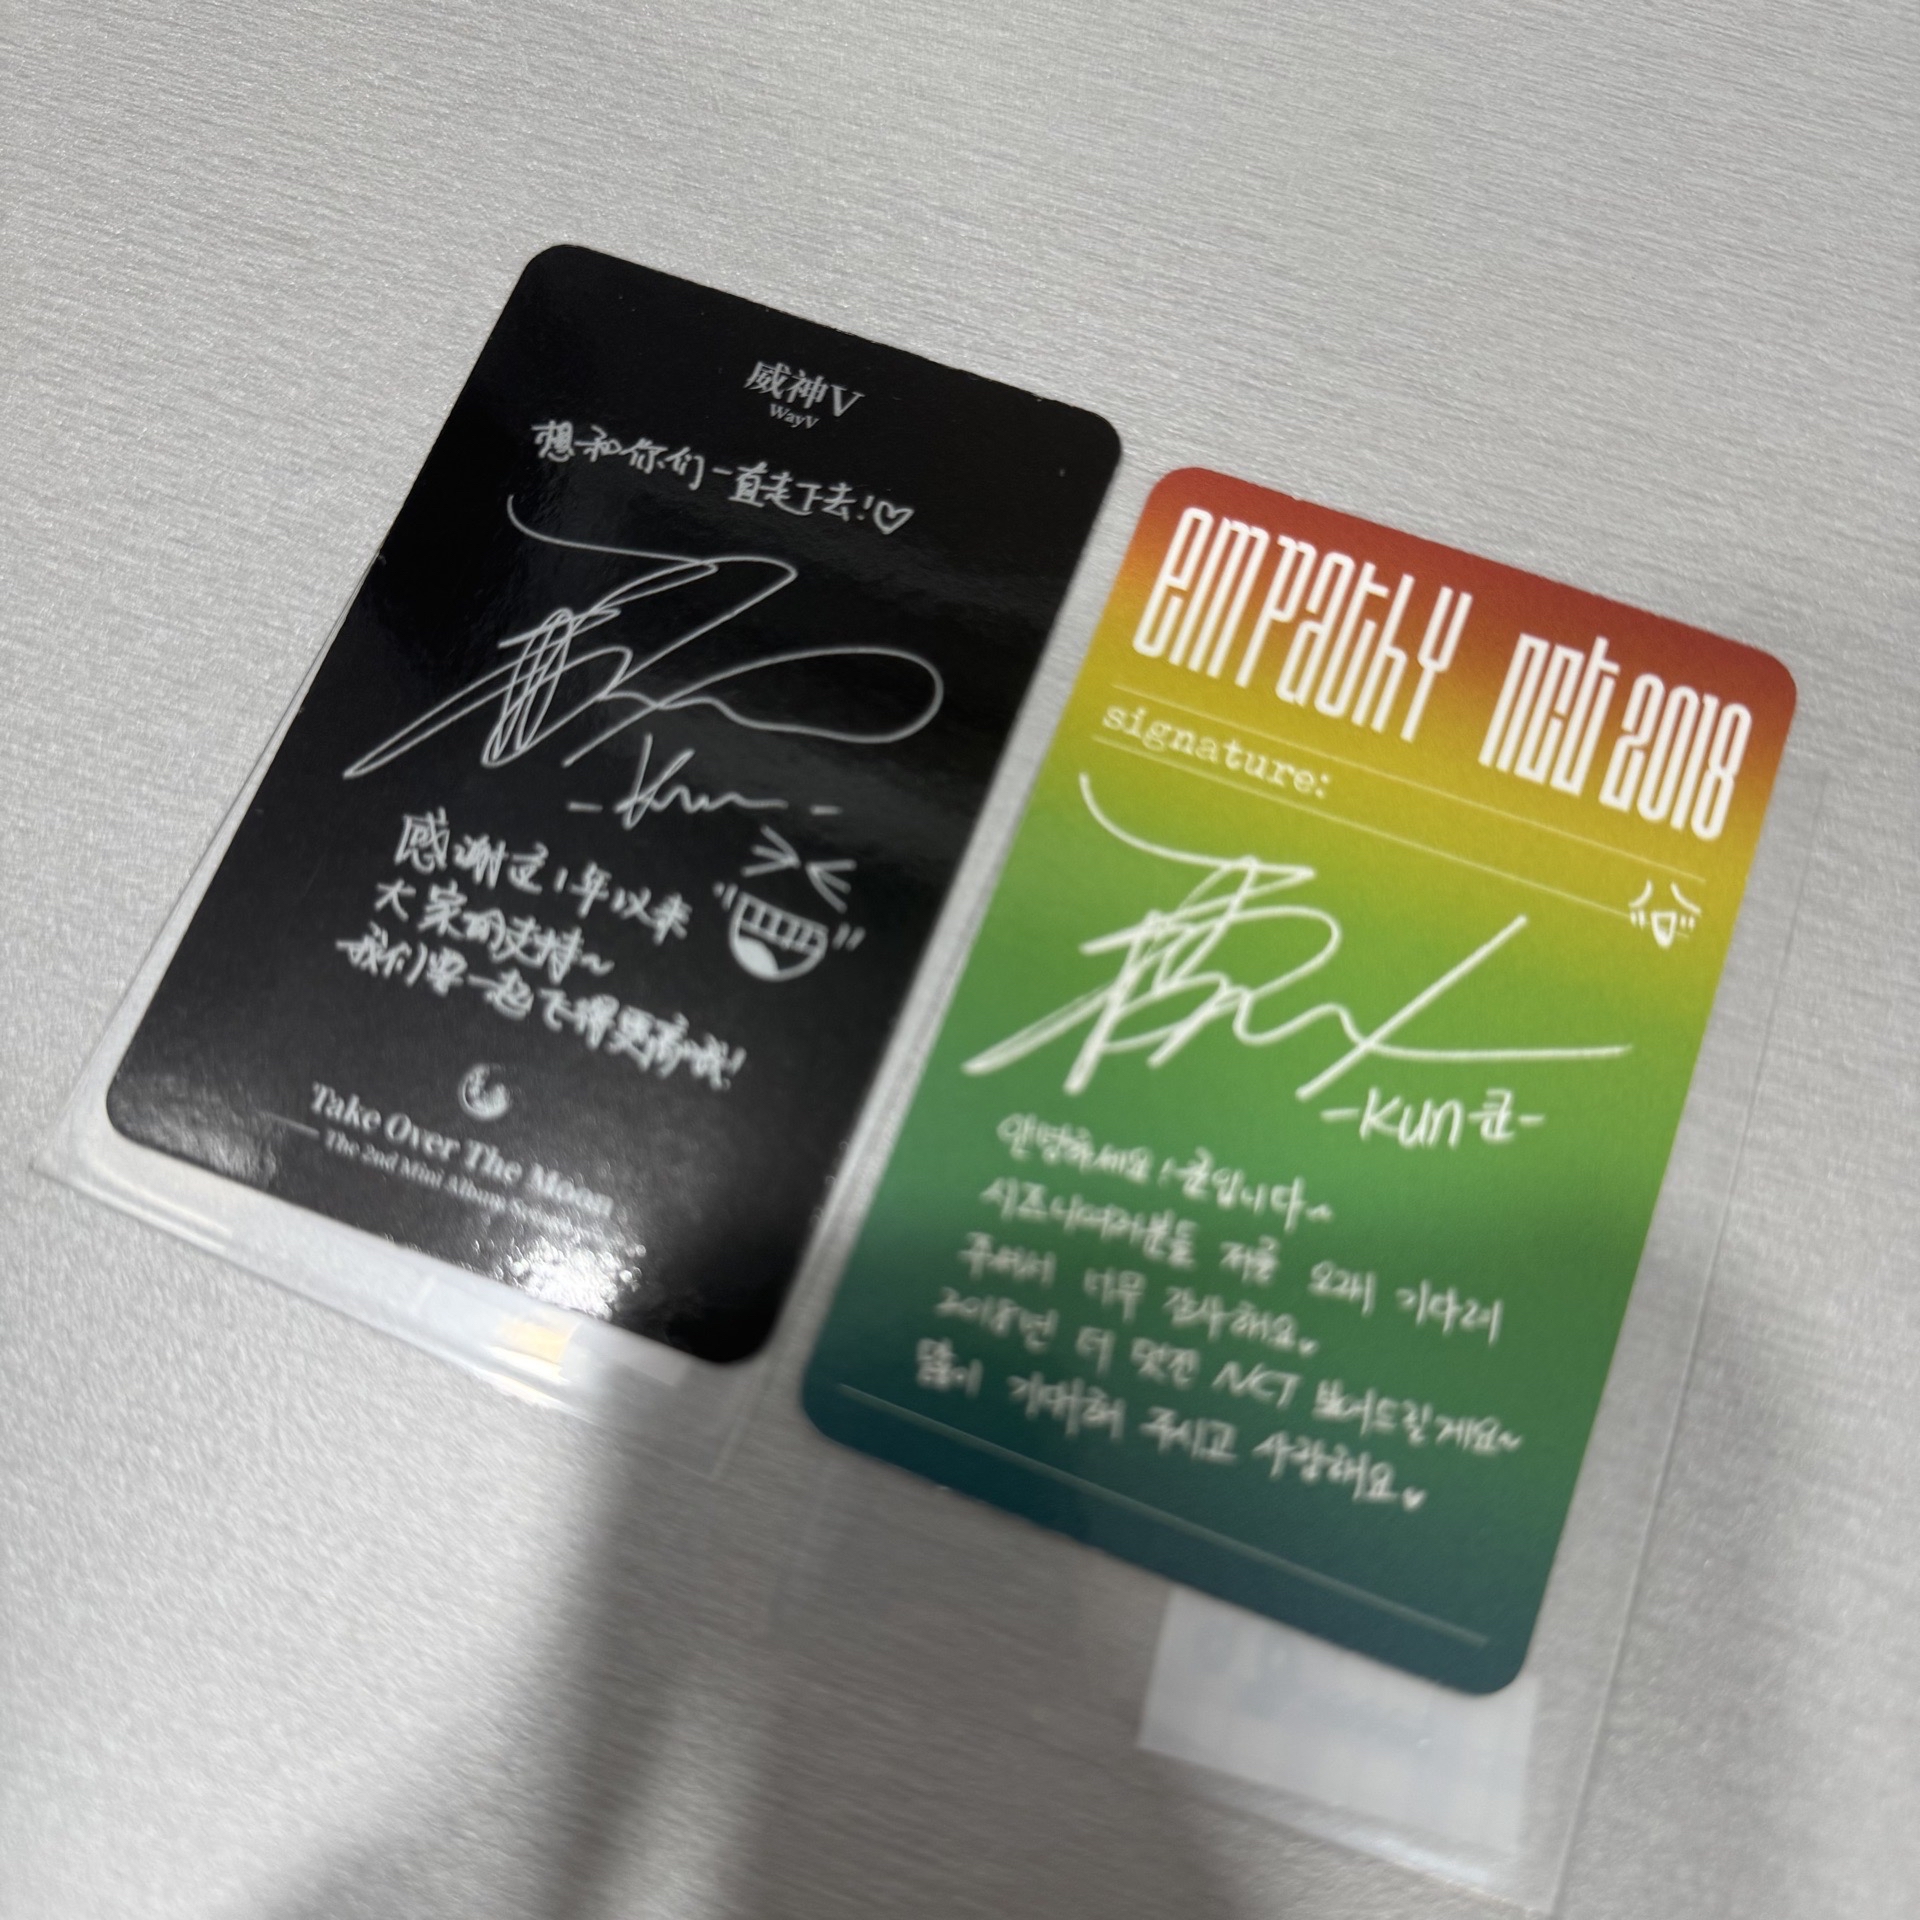 威神V
WayV
想和你们一直走下去!♡
-Kun-
感谢这1年以来
大家的支持~
我们要一起飞得更高哦!
Take Over The Moon
The 2nd Mini Album
empathy nct 2018
signature:
-KUN 쿤-
안녕하세요! 쿤입니다~
시즈니여러분들 저를 오래 기다려
주셔서 너무 감사해요.
2018년 더 멋진 NCT 보여드릴게요~
많이 기대해 주시고 사랑해요♥